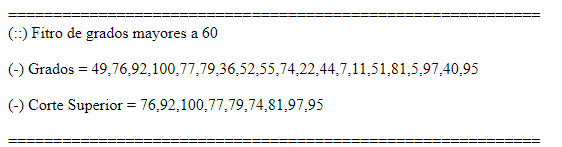 ===========================================================
(::) Fitro de grados mayores a 60
(-) Grados = 49,76,92,100,77,79,36,52,55,74,22,44,7,11,51,81,5,97,40,95
(-) Corte Superior = 76,92,100,77,79,74,81,97,95
===========================================================